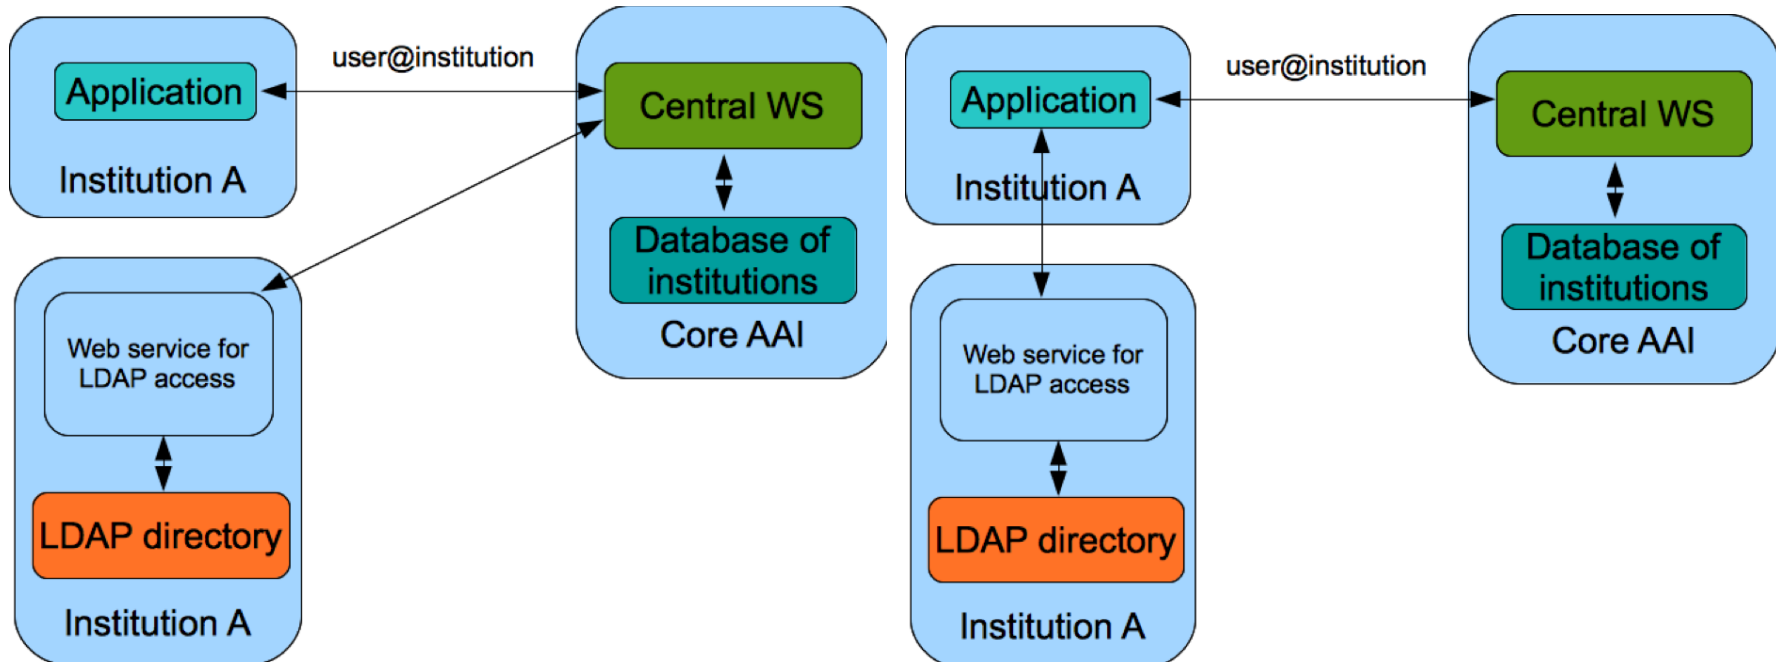 user@institution
Application
Central WS
Institution A
Database of
institutions
Core AAI
Web service for
LDAP access
LDAP directory
Institution A
user@institution
Application
Central WS
Institution A
Database of
institutions
Core AAI
Web service for
LDAP access
LDAP directory
Institution A